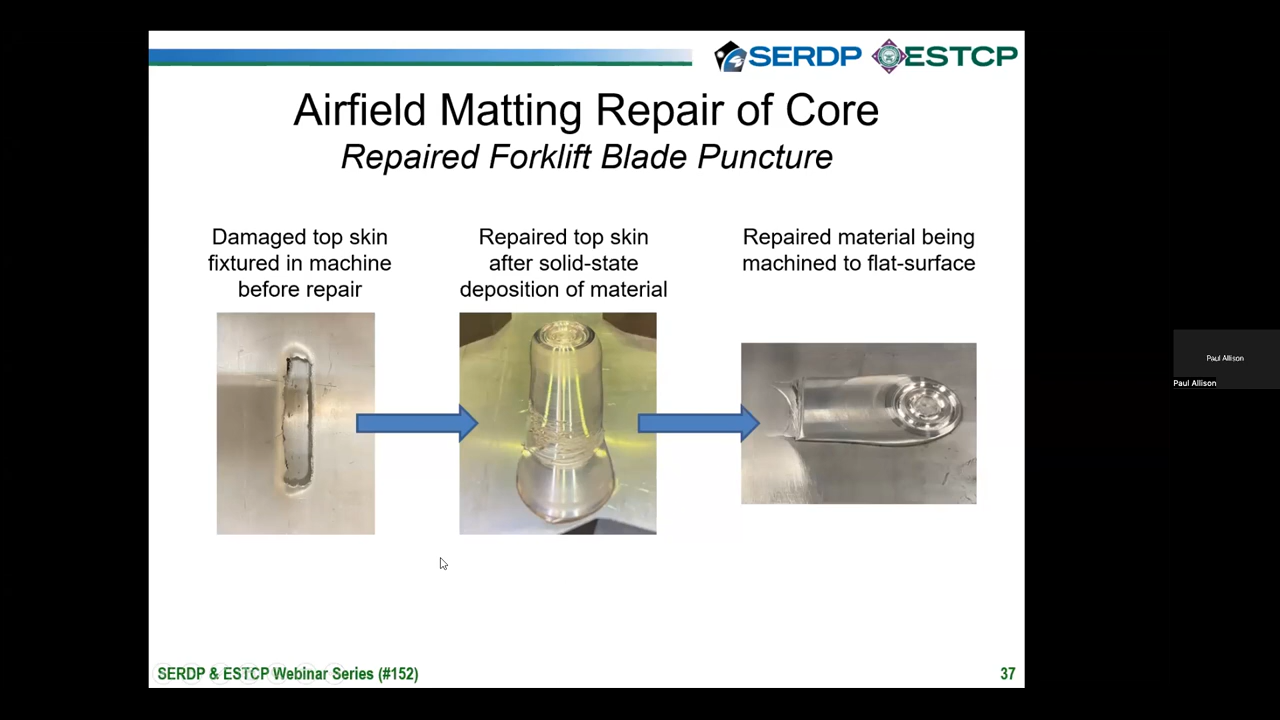 SERDP ESTCP
Airfield Matting Repair of Core
Repaired Forklift Blade Puncture
Damaged top skin
fixtured in machine
before repair
Repaired top skin
after solid-state
deposition of material
Repaired material being
machined to flat-surface
Paul Allison
Paul Allison
SERDP & ESTCP Webinar Series (#152)
37